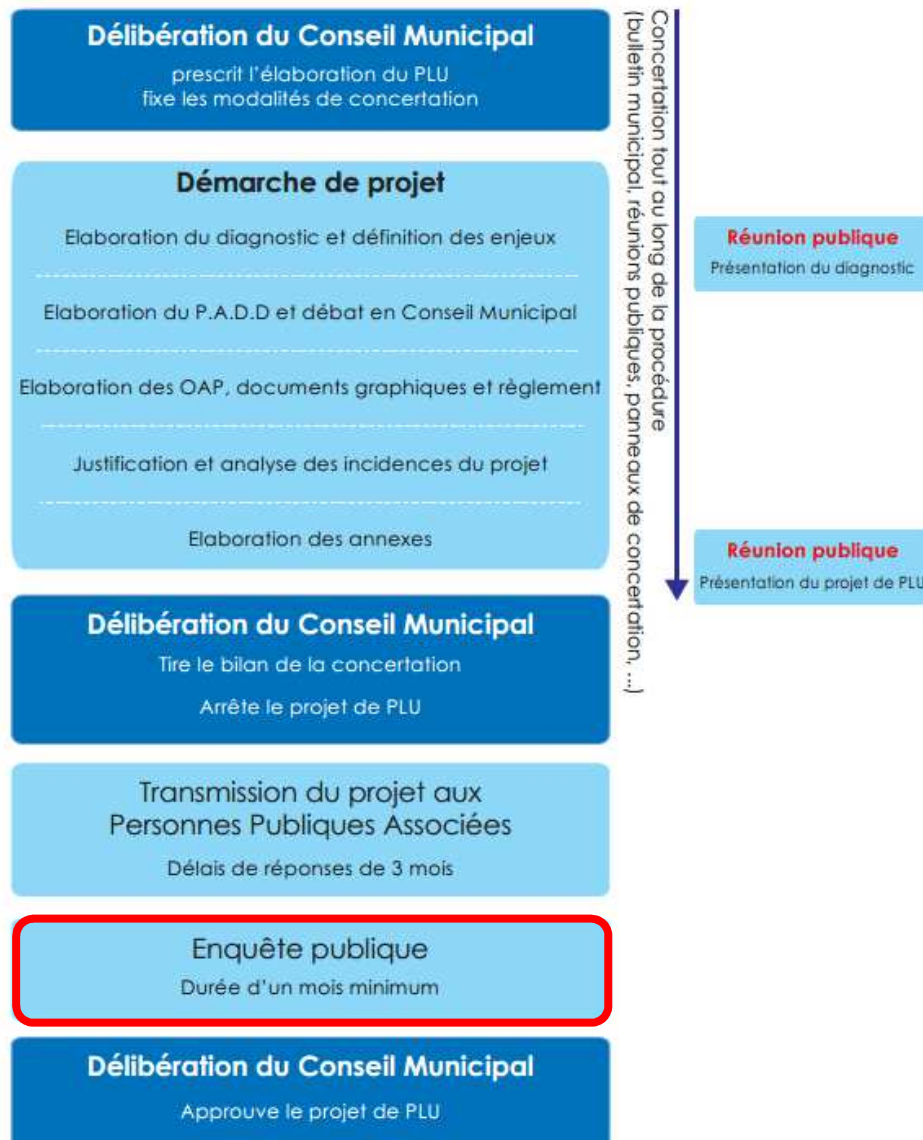 Délibération du Conseil Municipal
prescrit l'élaboration du PLU
fixe les modalités de concertation
Démarche de projet
Elaboration du diagnostic et définition des enjeux
Elaboration du P.A.D.D et débat en Conseil Municipal
Elaboration des OAP, documents graphiques et règlement
Justification et analyse des incidences du projet
Elaboration des annexes
Concertation tout au long de la procédure
(bulletin municipal, réunions publiques, panneaux de concertation, ...)
Réunion publique
Présentation du diagnostic
Réunion publique
Présentation du projet de PLU
Délibération du Conseil Municipal
Tire le bilan de la concertation
Arrête le projet de PLU
Transmission du projet aux
Personnes Publiques Associées
Délais de réponses de 3 mois
Enquête publique
Durée d'un mois minimum
Délibération du Conseil Municipal
Approuve le projet de PLU